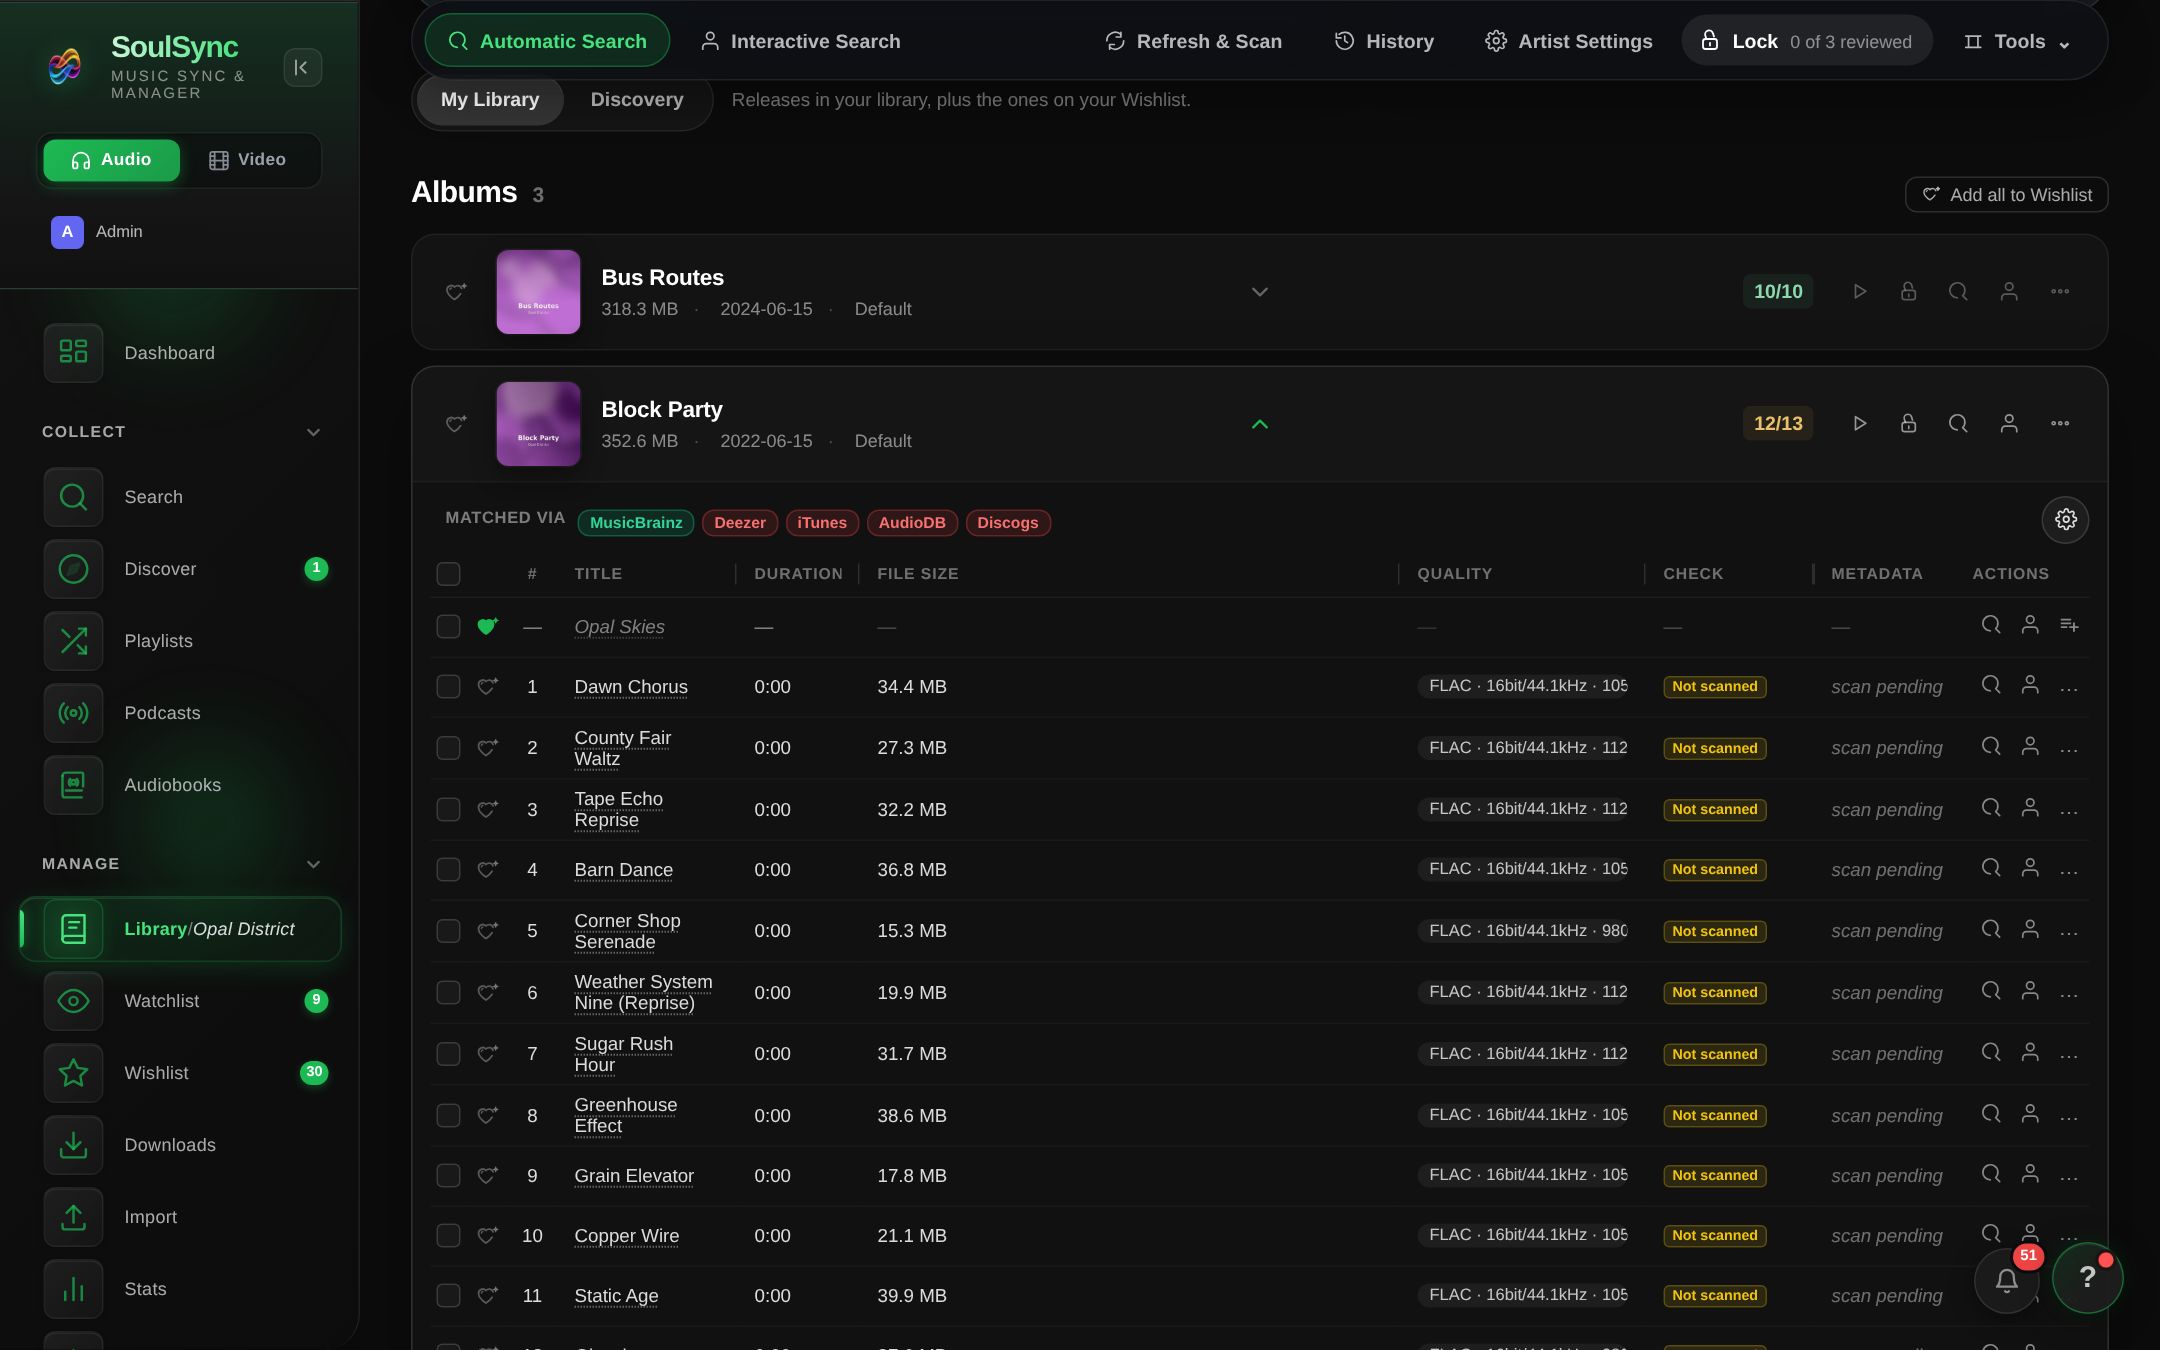 SoulSync
MUSIC SYNC &
MANAGER
Audio
Video
A
Admin
Dashboard
COLLECT
Search
Discover
1
Playlists
Podcasts
Audiobooks
MANAGE
Library/Opal District
Watchlist
9
Wishlist
30
Downloads
Import
Stats
Automatic Search
Interactive Search
Refresh & Scan
History
Artist Settings
Lock 0 of 3 reviewed
Tools
My Library
Discovery
Releases in your library, plus the ones on your Wishlist.
Albums 3
Add all to Wishlist
Bus Routes
Bus Routes
318.3 MB · 2024-06-15 · Default
10/10
Block Party
Block Party
352.6 MB · 2022-06-15 · Default
12/13
MATCHED VIA MusicBrainz Deezer iTunes AudioDB Discogs
# TITLE DURATION FILE SIZE QUALITY CHECK METADATA ACTIONS
— Opal Skies — — — — —
1 Dawn Chorus 0:00 34.4 MB FLAC · 16bit/44.1kHz · 105 Not scanned scan pending ...
2 County Fair Waltz 0:00 27.3 MB FLAC · 16bit/44.1kHz · 112 Not scanned scan pending ...
3 Tape Echo Reprise 0:00 32.2 MB FLAC · 16bit/44.1kHz · 112 Not scanned scan pending ...
4 Barn Dance 0:00 36.8 MB FLAC · 16bit/44.1kHz · 105 Not scanned scan pending ...
5 Corner Shop Serenade 0:00 15.3 MB FLAC · 16bit/44.1kHz · 980 Not scanned scan pending ...
6 Weather System Nine (Reprise) 0:00 19.9 MB FLAC · 16bit/44.1kHz · 112 Not scanned scan pending ...
7 Sugar Rush Hour 0:00 31.7 MB FLAC · 16bit/44.1kHz · 112 Not scanned scan pending ...
8 Greenhouse Effect 0:00 38.6 MB FLAC · 16bit/44.1kHz · 105 Not scanned scan pending ...
9 Grain Elevator 0:00 17.8 MB FLAC · 16bit/44.1kHz · 105 Not scanned scan pending ...
10 Copper Wire 0:00 21.1 MB FLAC · 16bit/44.1kHz · 105 Not scanned scan pending ...
11 Static Age 0:00 39.9 MB FLAC · 16bit/44.1kHz · 105 Not scanned scan pending
51
?